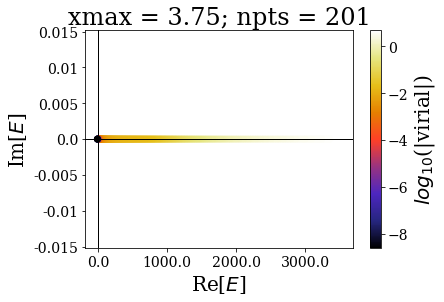 xmax = 3.75; npts = 201
0.015
0.01
0.005
0.0
-0.005
-0.01
-0.015
Im[E]
0.0 1000.0 2000.0 3000.0
Re[E]
0
−2
−4
−6
−8
log10(|virial|)